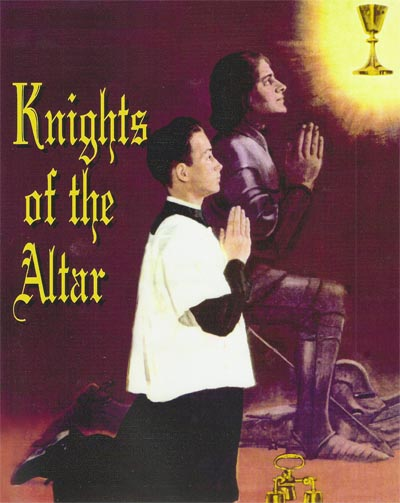 Knights
of the
Altar